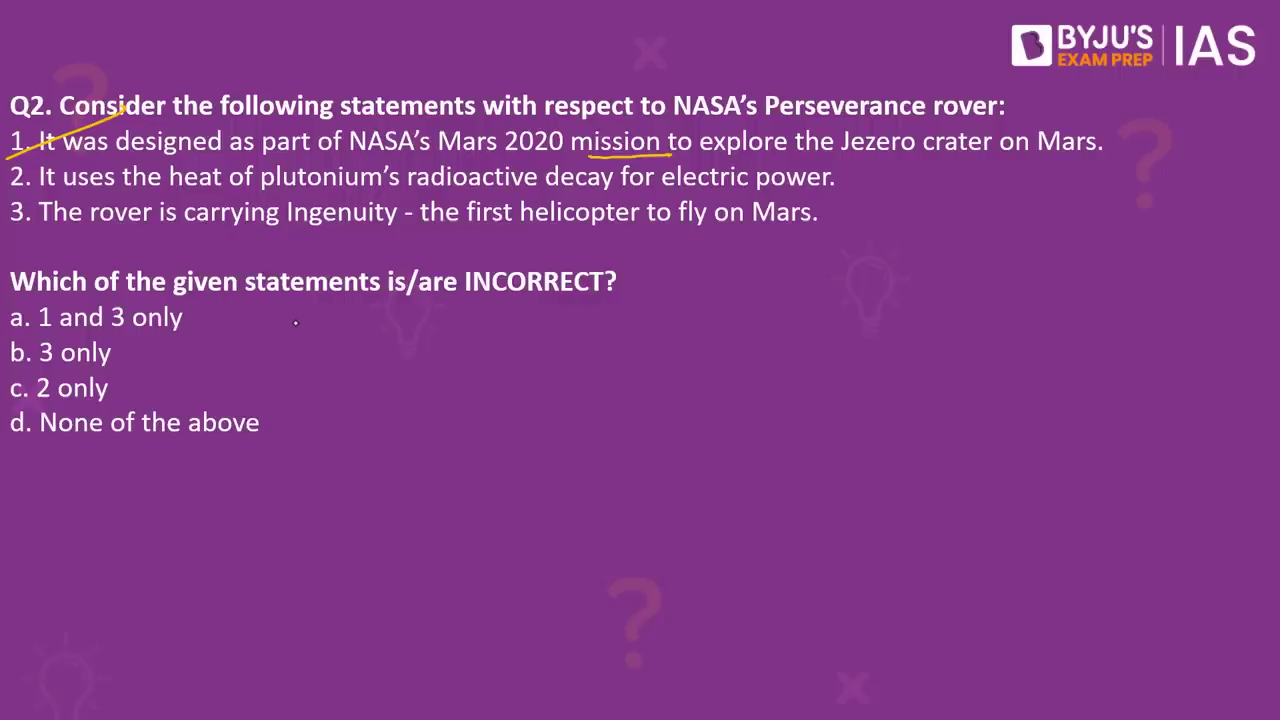 BYJU'S
EXAM PREP
IAS
Q2. Consider the following statements with respect to NASA's Perseverance rover:
1. It was designed as part of NASA's Mars 2020 mission to explore the Jezero crater on Mars.
2. It uses the heat of plutonium's radioactive decay for electric power.
3. The rover is carrying Ingenuity - the first helicopter to fly on Mars.
Which of the given statements is/are INCORRECT?
a. 1 and 3 only
b. 3 only
c. 2 only
d. None of the above